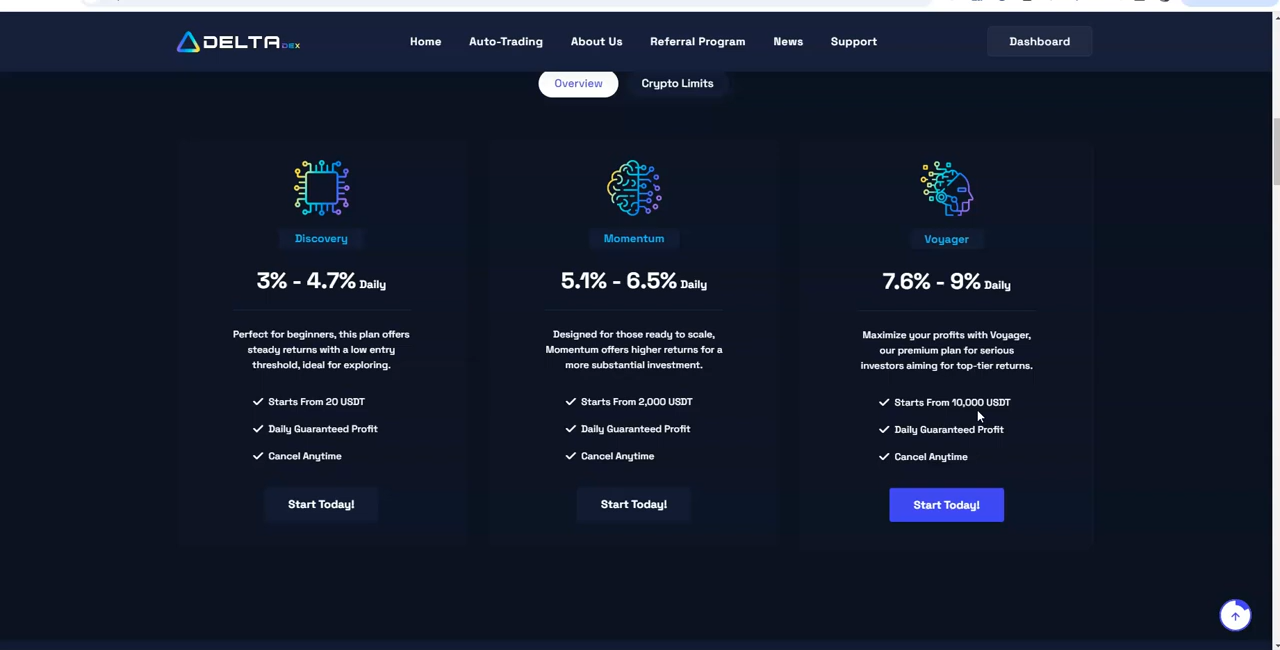 DELTA DEX
Home Auto-Trading About Us Referral Program News Support Dashboard
Overview Crypto Limits
Discovery
3% - 4.7% Daily
Perfect for beginners, this plan offers
steady returns with a low entry
threshold, ideal for exploring.
Starts From 20 USDT
Daily Guaranteed Profit
Cancel Anytime
Start Today!
Momentum
5.1% - 6.5% Daily
Designed for those ready to scale,
Momentum offers higher returns for a
more substantial investment.
Starts From 2,000 USDT
Daily Guaranteed Profit
Cancel Anytime
Start Today!
Voyager
7.6% - 9% Daily
Maximize your profits with Voyager,
our premium plan for serious
investors aiming for top-tier returns.
Starts From 10,000 USDT
Daily Guaranteed Profit
Cancel Anytime
Start Today!